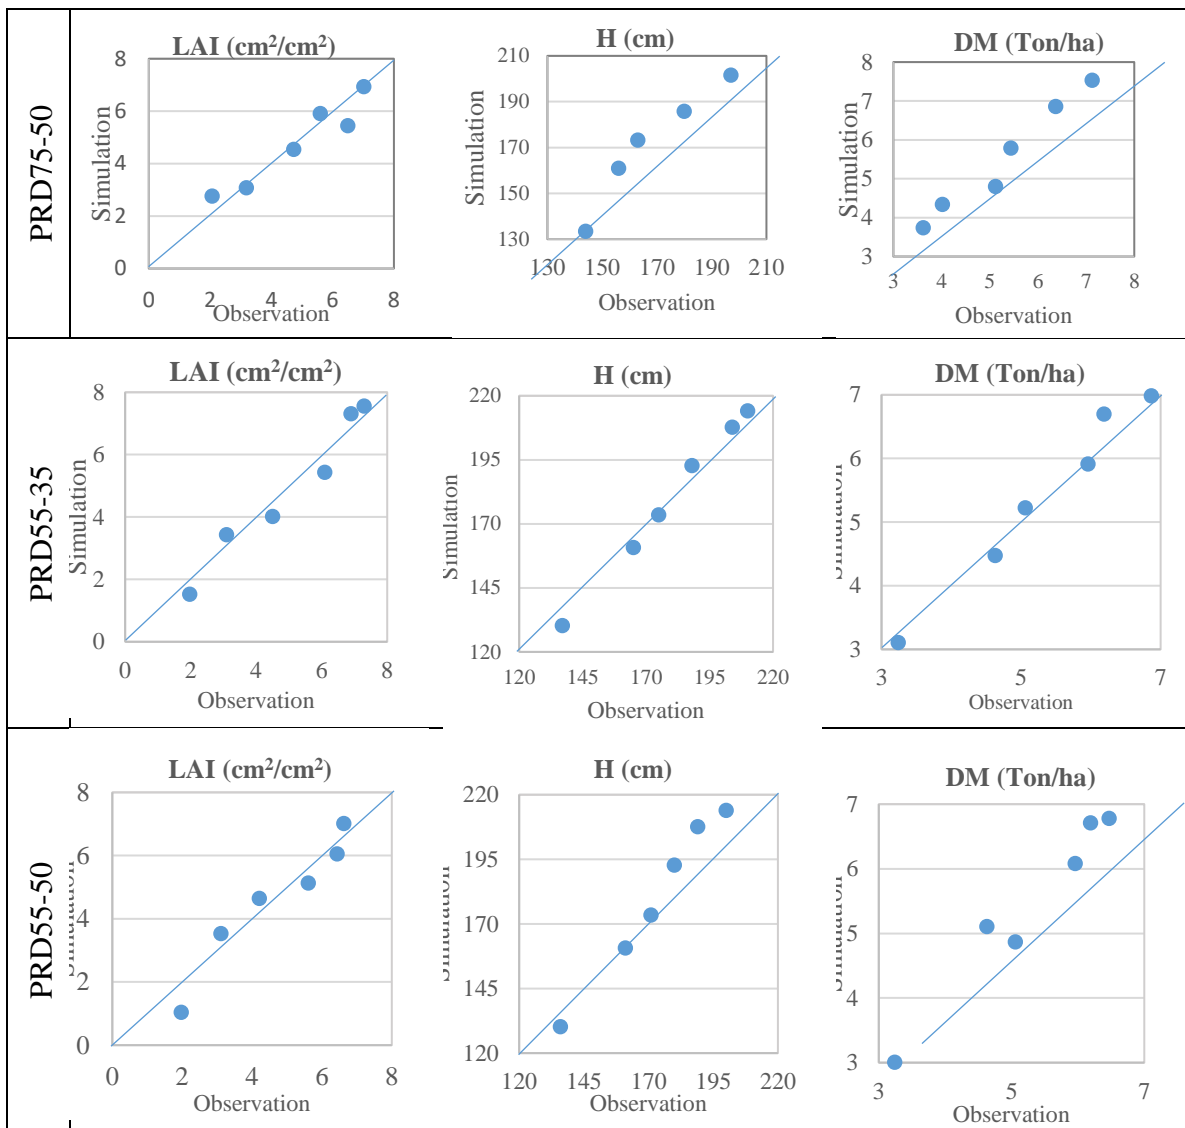 PRD75-50
LAI (cm²/cm²)
8
6
4
2
0
Simulation
0 2 4 6 8
Observation
H (cm)
210
190
170
150
130
Simulation
130 150 170 190 210
Observation
DM (Ton/ha)
8
7
6
5
4
3
Simulation
3 4 5 6 7 8
Observation
PRD55-35
LAI (cm²/cm²)
8
6
4
2
0
Simulation
0 2 4 6 8
Observation
H (cm)
220
195
170
145
120
Simulation
120 145 170 195 220
Observation
DM (Ton/ha)
7
6
5
4
3
Simulation
3 5 7
Observation
PRD55-50
LAI (cm²/cm²)
8
6
4
2
0
Simulation
0 2 4 6 8
Observation
H (cm)
220
195
170
145
120
Simulation
120 145 170 195 220
Observation
DM (Ton/ha)
7
6
5
4
3
Simulation
3 5 7
Observation